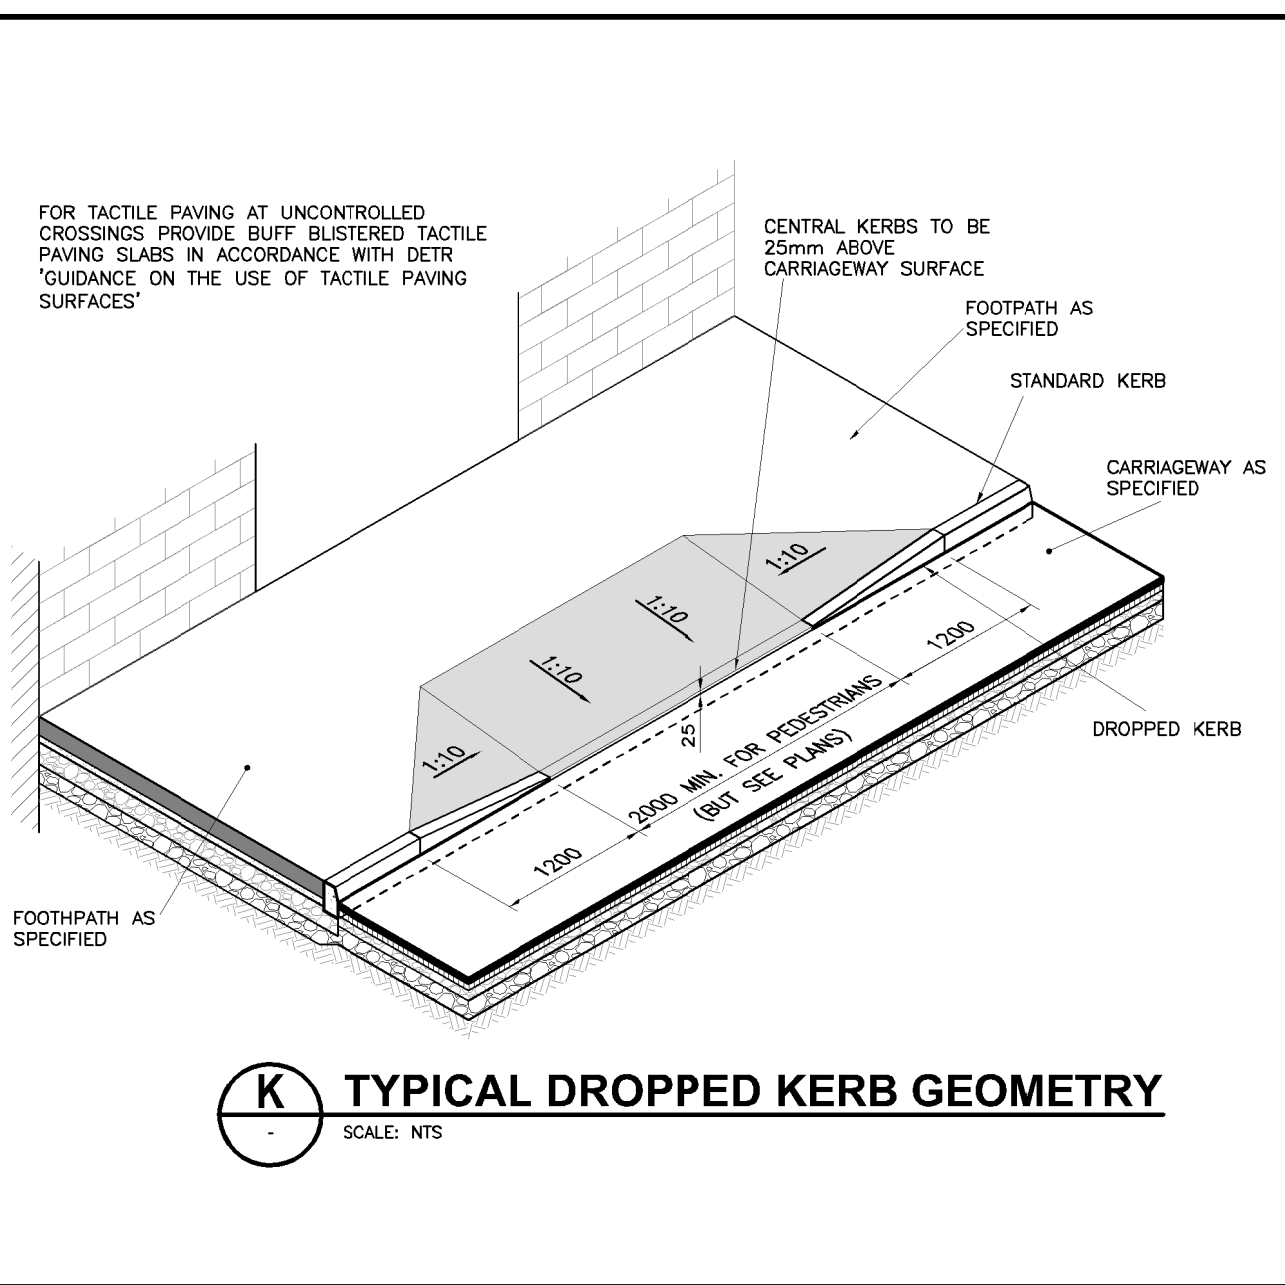 FOR TACTILE PAVING AT UNCONTROLLED
CROSSINGS PROVIDE BUFF BLISTERED TACTILE
PAVING SLABS IN ACCORDANCE WITH DETR
'GUIDANCE ON THE USE OF TACTILE PAVING
SURFACES'
CENTRAL KERBS TO BE
25mm ABOVE
CARRIAGEWAY SURFACE
FOOTPATH AS
SPECIFIED
STANDARD KERB
CARRIAGEWAY AS
SPECIFIED
1:10
1:10
1:10
1:10
1200
DROPPED KERB
25
2000 MIN. FOR PEDESTRIANS
(BUT SEE PLANS)
1200
FOOTHPATH AS
SPECIFIED
K
-
TYPICAL DROPPED KERB GEOMETRY
SCALE: NTS